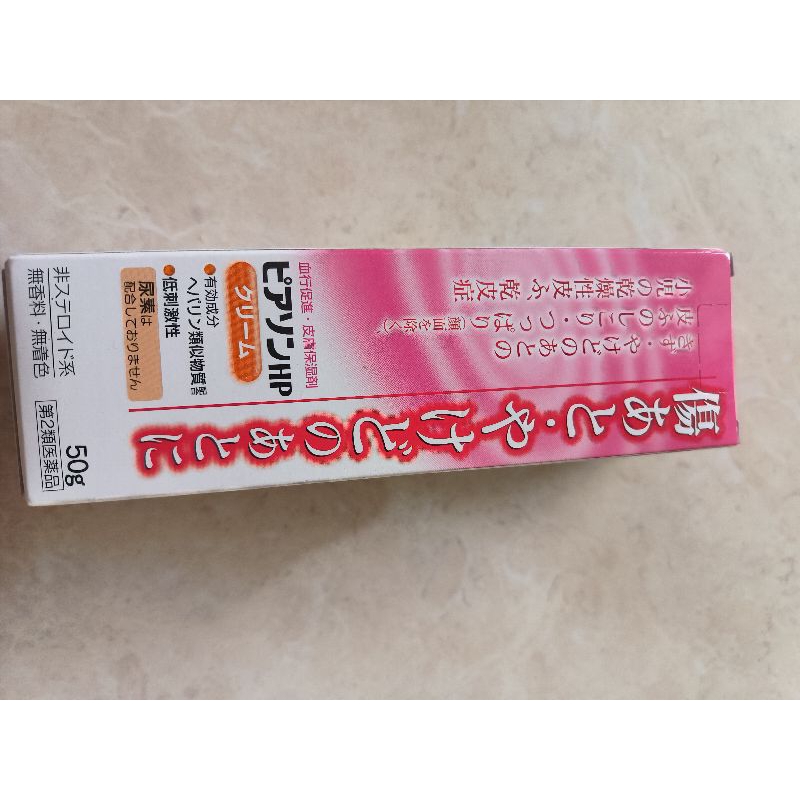 傷あと・やけどのあとに
きず・やけどのあとの
皮ふのしこり・つっぱり(顔面を除く)、
小児の乾燥性皮ふ、乾皮症
血行促進・皮膚保湿剤
ピアソンHP
クリーム
●有効成分
ヘパリン類似物質配合
●低刺激性
尿素は
配合しておりません
非ステロイド系
無香料・無着色
50g
第2類医薬品